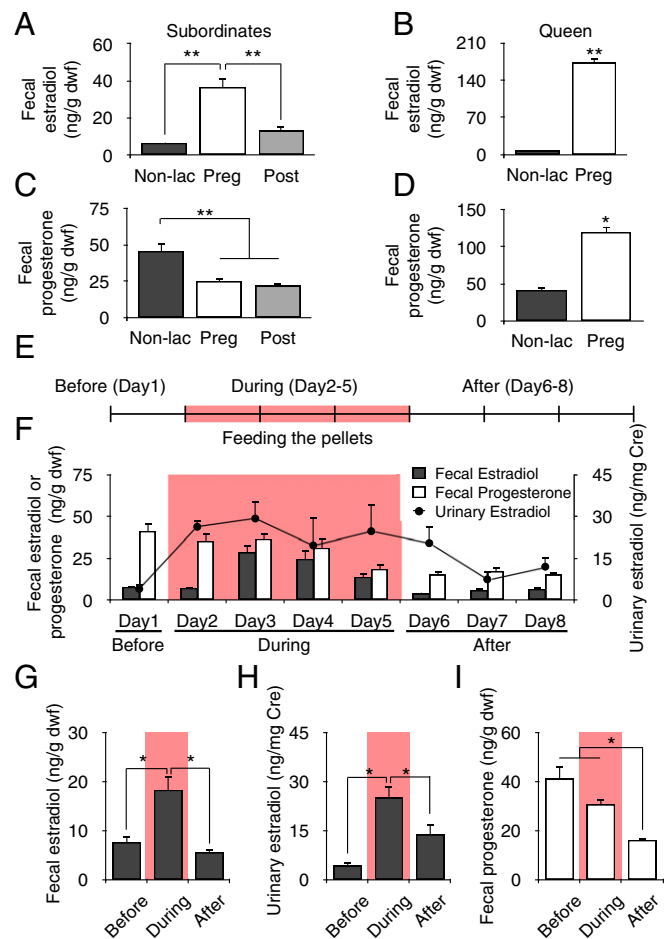 A
Subordinates
Fecal
estradiol
(ng/g dwf)
60
40
20
0
**
**
Non-lac Preg Post
B
Queen
Fecal
estradiol
(ng/g dwf)
210
140
70
0
**
Non-lac Preg
C
Fecal
progesterone
(ng/g dwf)
75
50
25
0
**
Non-lac Preg Post
D
Fecal
progesterone
(ng/g dwf)
150
100
50
0
*
Non-lac Preg
E
Before (Day1) During (Day2-5) After (Day6-8)
Feeding the pellets
F
Fecal estradiol or
progesterone (ng/g dwf)
75
50
25
0
Fecal Estradiol
Fecal Progesterone
Urinary Estradiol
45
30
15
0
Urinary estradiol (ng/mg Cre)
Day1 Day2 Day3 Day4 Day5 Day6 Day7 Day8
Before During After
G
Fecal estradiol (ng/g dwf)
30
20
10
0
*
*
Before During After
H
Urinary estradiol (ng/mg Cre)
45
30
15
0
*
*
Before During After
I
Fecal progesterone (ng/g dwf)
60
40
20
0
*
Before During After